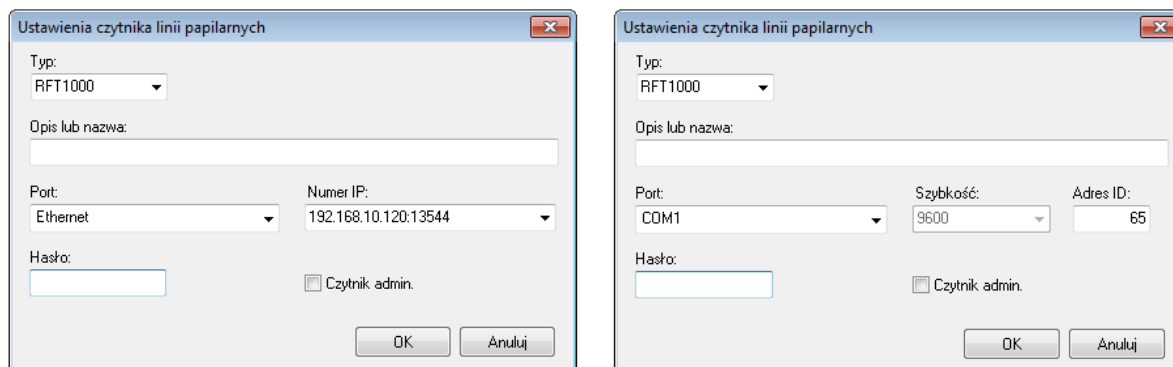 Ustawienia czytnika linii papilarnych
Typ:
RFT1000
Opis lub nazwa:
Port:
Numer IP:
Ethernet
192.168.10.120:13544
Hasło:
Czytnik admin.
OK
Anuluj
Ustawienia czytnika linii papilarnych
Typ:
RFT1000
Opis lub nazwa:
Port:
Szybkość:
Adres ID:
COM1
9600
65
Hasło:
Czytnik admin.
OK
Anuluj